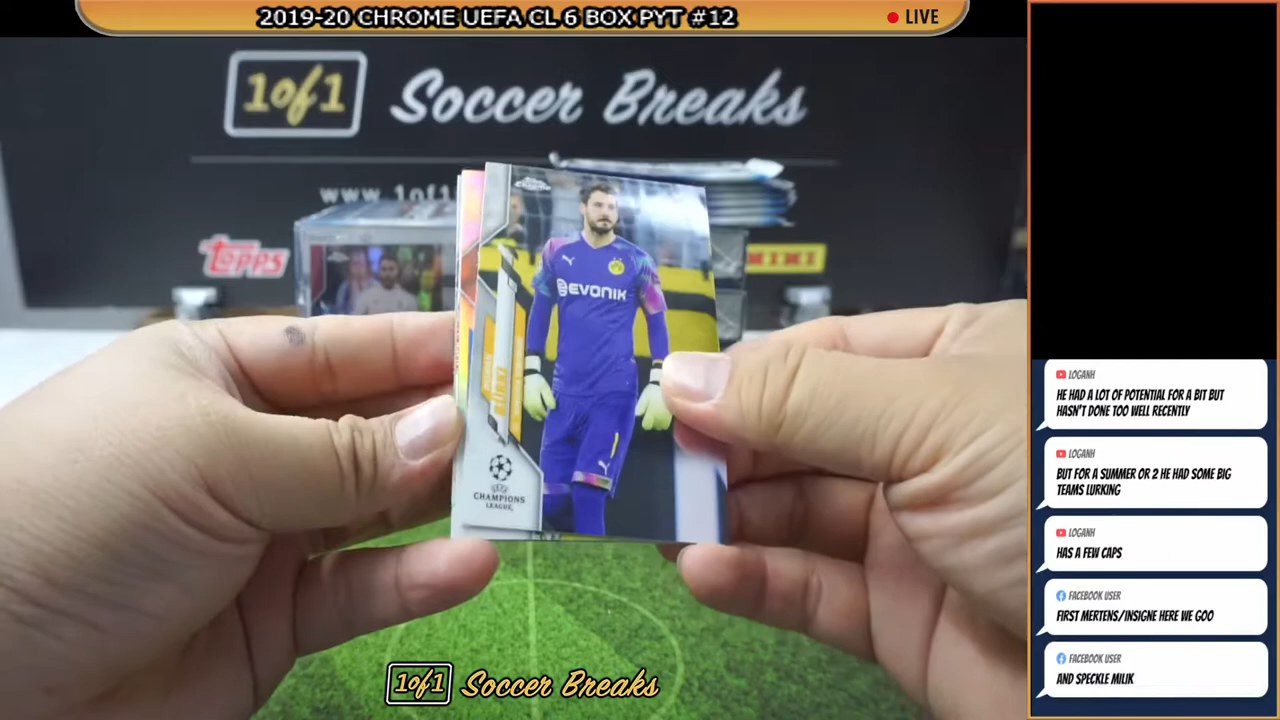 2019-20 CHROME UEFA CL 6 BOX PYT #12
LIVE
1of1
Soccer Breaks
www.1of1
topps
EVONIK
BÜRKI
CHAMPIONS
LEAGUE
LOGANH
HE HAD A LOT OF POTENTIAL FOR A BIT BUT
HASN'T DONE TOO WELL RECENTLY
LOGANH
BUT FOR A SUMMER OR 2 HE HAD SOME BIG
TEAMS LURKING
LOGANH
HAS A FEW CAPS
FACEBOOK USER
FIRST MERTENS/INSIGNE HERE WE GOO
FACEBOOK USER
AND SPECKLE MILIK
1of1 Soccer Breaks